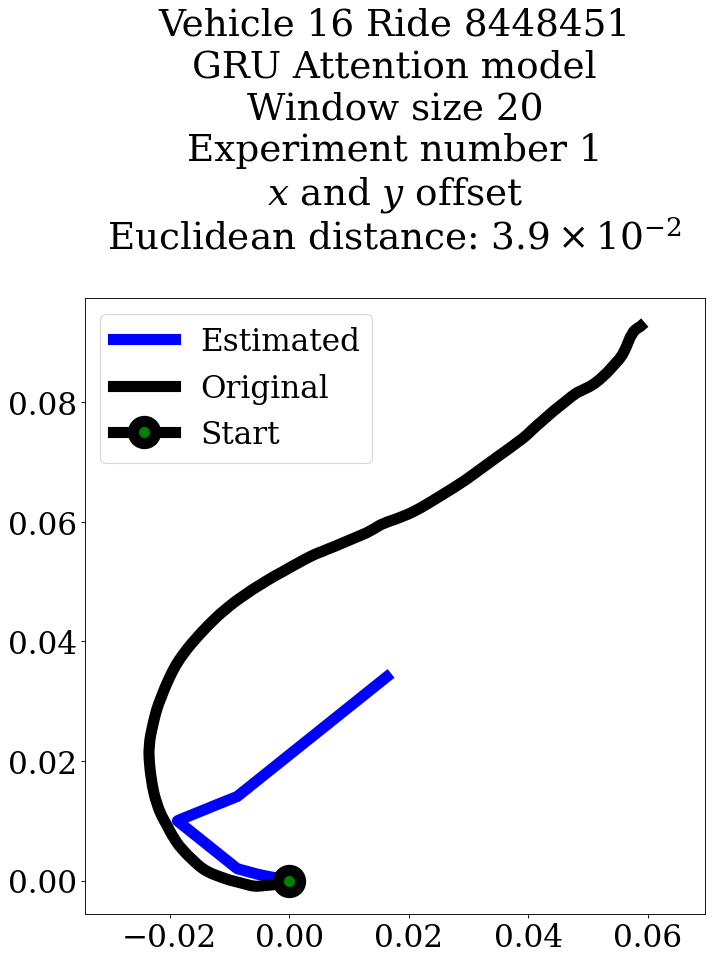 Vehicle 16 Ride 8448451
GRU Attention model
Window size 20
Experiment number 1
x and y offset
Euclidean distance: 3.9 × 10⁻²
Estimated
Original
Start
0.08
0.06
0.04
0.02
0.00
−0.02 0.00 0.02 0.04 0.06